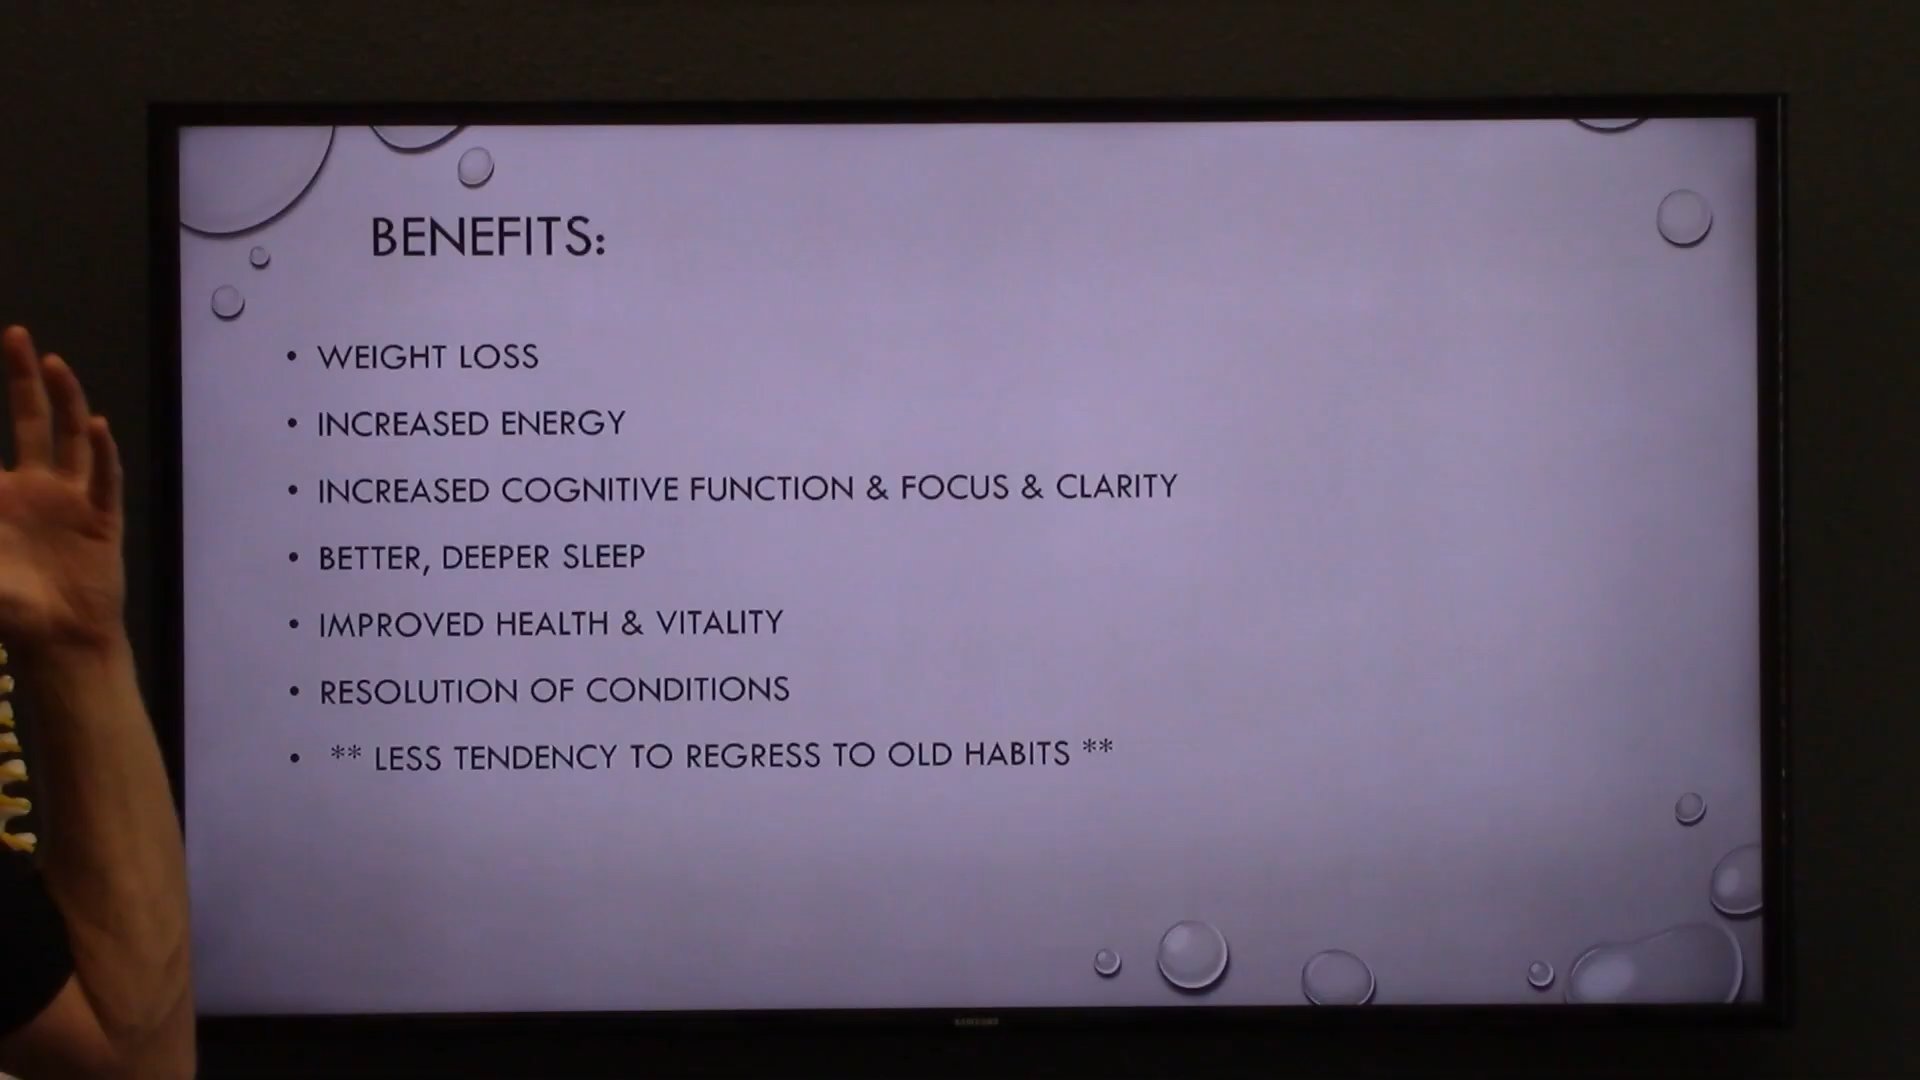 BENEFITS:
• WEIGHT LOSS
• INCREASED ENERGY
• INCREASED COGNITIVE FUNCTION & FOCUS & CLARITY
• BETTER, DEEPER SLEEP
• IMPROVED HEALTH & VITALITY
• RESOLUTION OF CONDITIONS
• ** LESS TENDENCY TO REGRESS TO OLD HABITS **
SAMSUNG